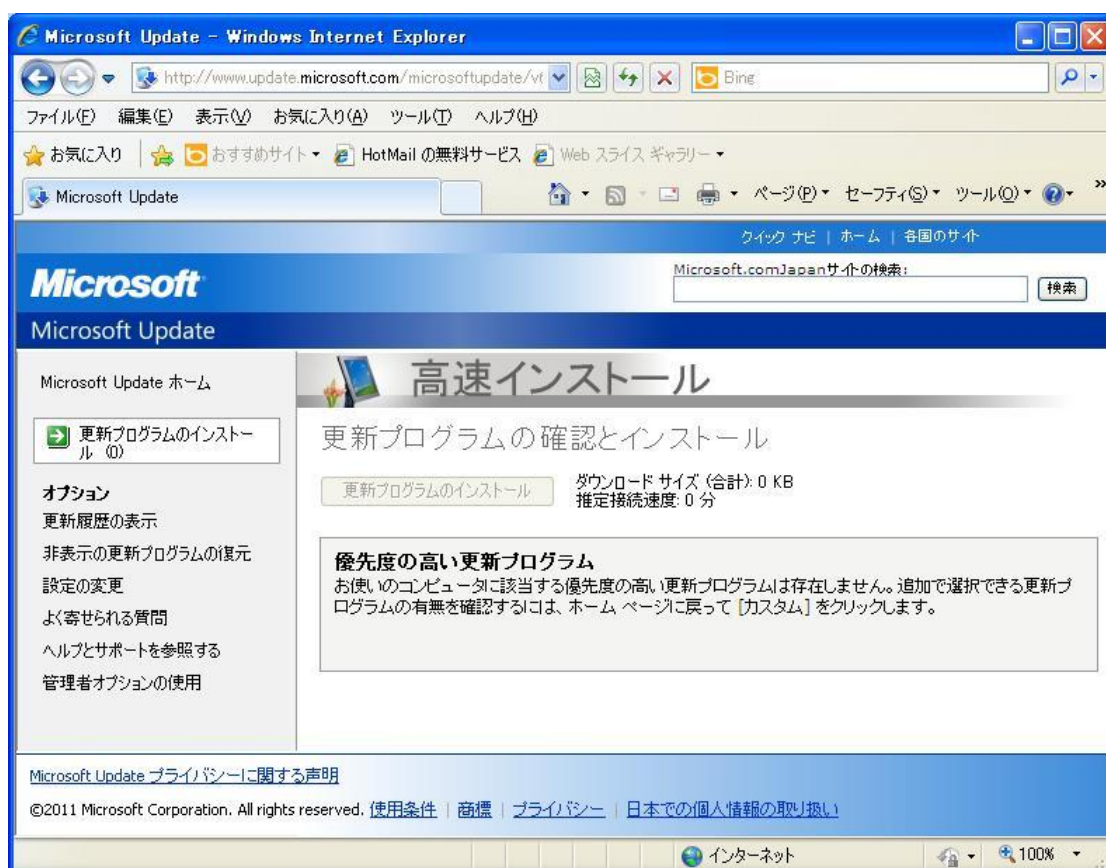 Microsoft Update - Windows Internet Explorer
http://www.update.microsoft.com/microsoftupdate/v
Bing
ファイル(F) 編集(E) 表示(V) お気に入り(A) ツール(T) ヘルプ(H)
お気に入り おすすめサイト HotMail の無料サービス Web スライス ギャラリー
Microsoft Update ページ(P) セーフティ(S) ツール(O) »
クイック ナビ | ホーム | 各国のサイト
Microsoft
Microsoft.comJapanサイトの検索:
検索
Microsoft Update
Microsoft Update ホーム
更新プログラムのインストー
ル (0)
オプション
更新履歴の表示
非表示の更新プログラムの復元
設定の変更
よく寄せられる質問
ヘルプとサポートを参照する
管理者オプションの使用
高速インストール
更新プログラムの確認とインストール
更新プログラムのインストール
ダウンロード サイズ (合計): 0 KB
推定接続速度: 0 分
優先度の高い更新プログラム
お使いのコンピュータに該当する優先度の高い更新プログラムは存在しません。追加で選択できる更新プ
ログラムの有無を確認するには、ホーム ページに戻って [カスタム] をクリックします。
Microsoft Update プライバシーに関する声明
©2011 Microsoft Corporation. All rights reserved. 使用条件 | 商標 | プライバシー | 日本での個人情報の取り扱い
インターネット 100%